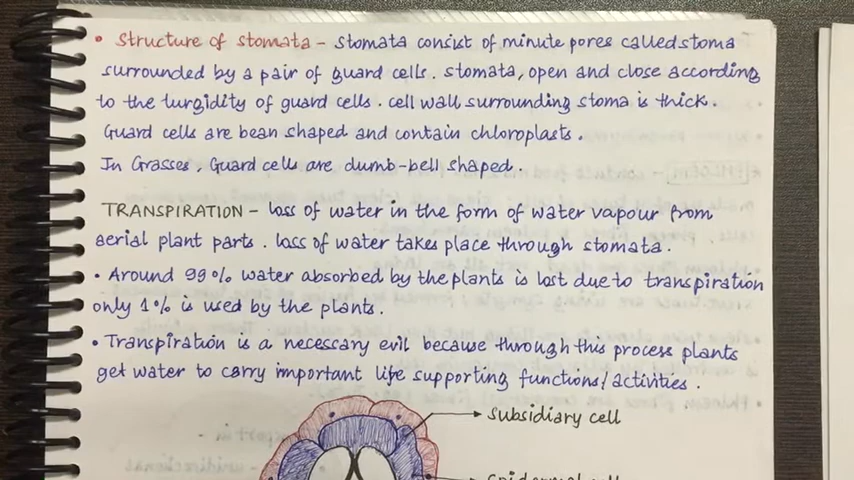 • Structure of stomata – stomata consist of minute pores called stoma
surrounded by a pair of guard cells. stomata, open and close according
to the turgidity of guard cells. cell wall surrounding stoma is thick.
Guard cells are bean shaped and contain chloroplasts.
In Grasses, Guard cells are dumb-bell shaped.
TRANSPIRATION – loss of water in the form of water vapour from
aerial plant parts. loss of water takes place through stomata.
• Around 99% water absorbed by the plants is lost due to transpiration
only 1% is used by the plants.
• Transpiration is a necessary evil because through this process plants
get water to carry important life supporting functions/activities.
subsidiary cell